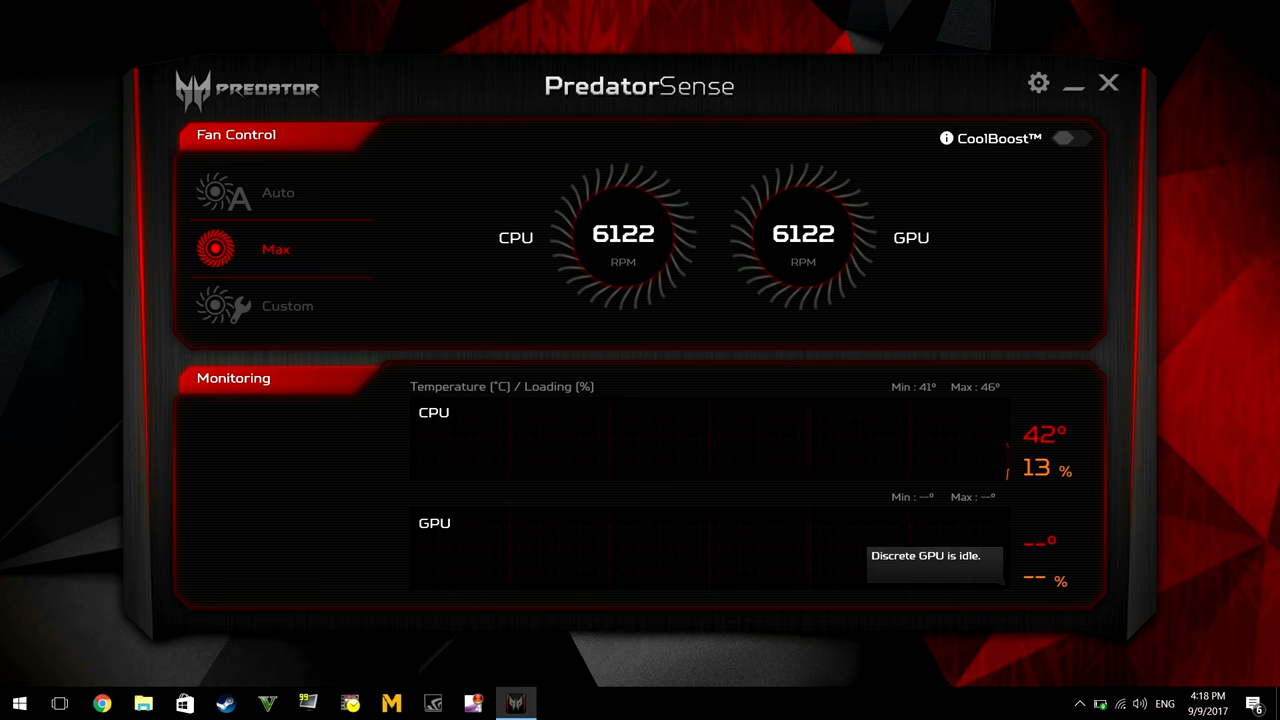 PREDATOR
PredatorSense
Fan Control
CoolBoost™
Auto
Max
Custom
CPU
6122
RPM
6122
RPM
GPU
Monitoring
Temperature (°C) / Loading (%)
Min : 41° Max : 46°
CPU
42°
13 %
Min : --° Max : --°
GPU
Discrete GPU is idle.
--°
-- %
99
ENG
4:18 PM
9/9/2017
6